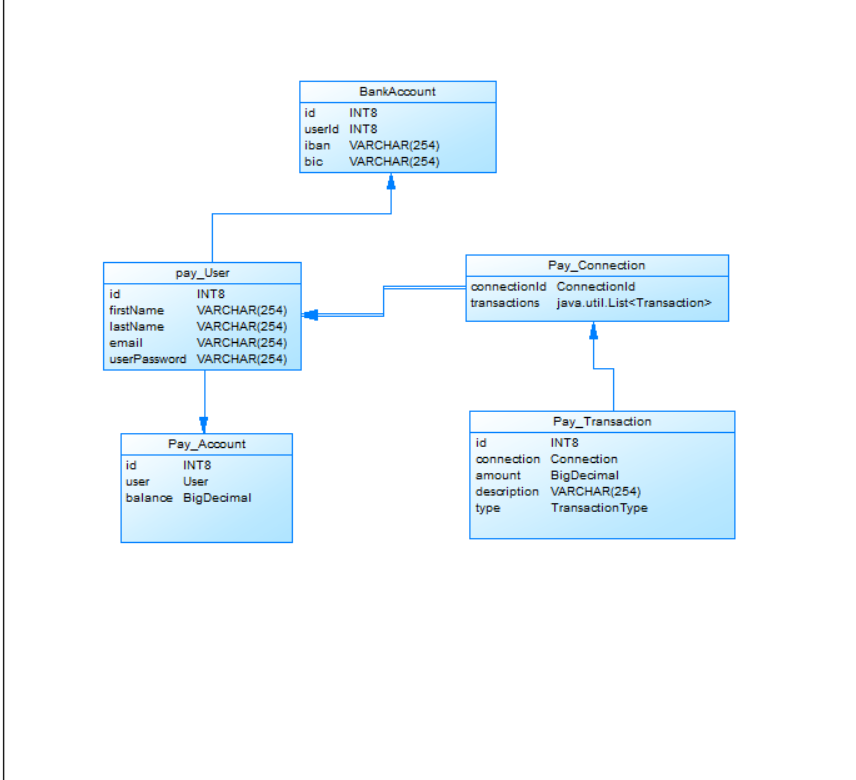 BankAccount
id INT8
userId INT8
iban VARCHAR(254)
bic VARCHAR(254)
pay_User
id INT8
firstName VARCHAR(254)
lastName VARCHAR(254)
email VARCHAR(254)
userPassword VARCHAR(254)
Pay_Connection
connectionId ConnectionId
transactions java.util.List<Transaction>
Pay_Account
id INT8
user User
balance BigDecimal
Pay_Transaction
id INT8
connection Connection
amount BigDecimal
description VARCHAR(254)
type TransactionType